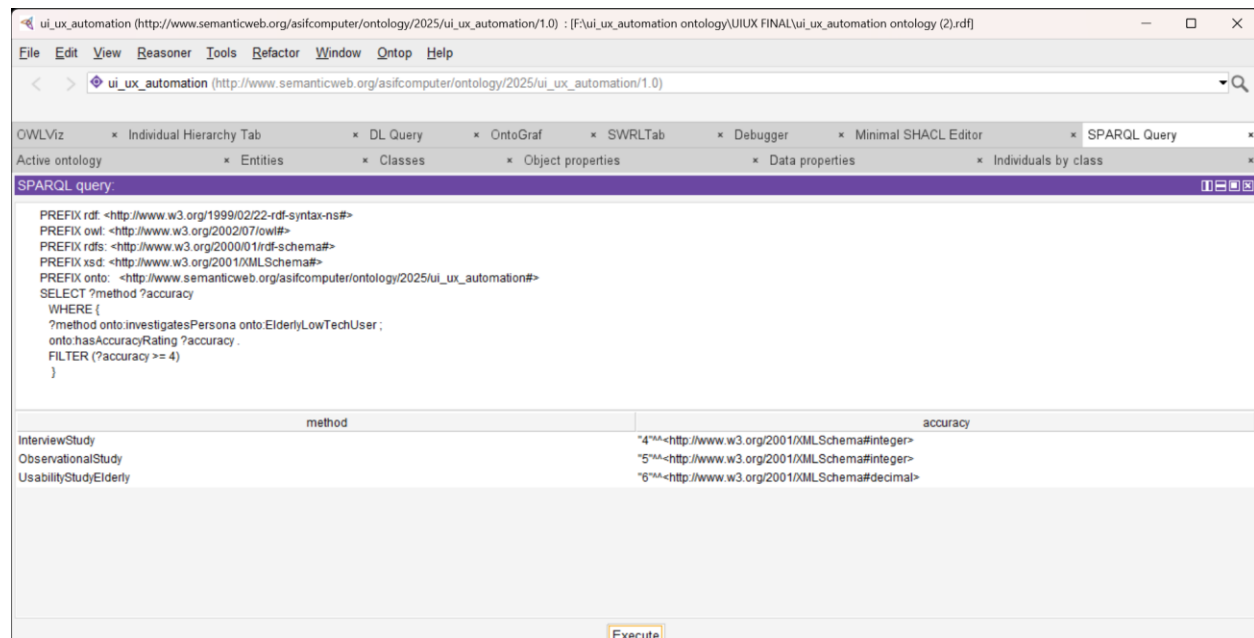 ui_ux_automation (http://www.semanticweb.org/asifcomputer/ontology/2025/ui_ux_automation/1.0) : [F:\ui_ux_automation ontology\UIUX FINAL\ui_ux_automation ontology (2).rdf]
File Edit View Reasoner Tools Refactor Window Ontop Help
ui_ux_automation (http://www.semanticweb.org/asifcomputer/ontology/2025/ui_ux_automation/1.0)
OWLViz × Individual Hierarchy Tab × DL Query × OntoGraf × SWRLTab × Debugger × Minimal SHACL Editor × SPARQL Query ×
Active ontology × Entities × Classes × Object properties × Data properties × Individuals by class ×
SPARQL query:
PREFIX rdf: <http://www.w3.org/1999/02/22-rdf-syntax-ns#>
PREFIX owl: <http://www.w3.org/2002/07/owl#>
PREFIX rdfs: <http://www.w3.org/2000/01/rdf-schema#>
PREFIX xsd: <http://www.w3.org/2001/XMLSchema#>
PREFIX onto: <http://www.semanticweb.org/asifcomputer/ontology/2025/ui_ux_automation#>
SELECT ?method ?accuracy
WHERE {
?method onto:investigatesPersona onto:ElderlyLowTechUser ;
onto:hasAccuracyRating ?accuracy .
FILTER (?accuracy >= 4)
}
method accuracy
InterviewStudy "4"^^<http://www.w3.org/2001/XMLSchema#integer>
ObservationalStudy "5"^^<http://www.w3.org/2001/XMLSchema#integer>
UsabilityStudyElderly "6"^^<http://www.w3.org/2001/XMLSchema#decimal>
Execute